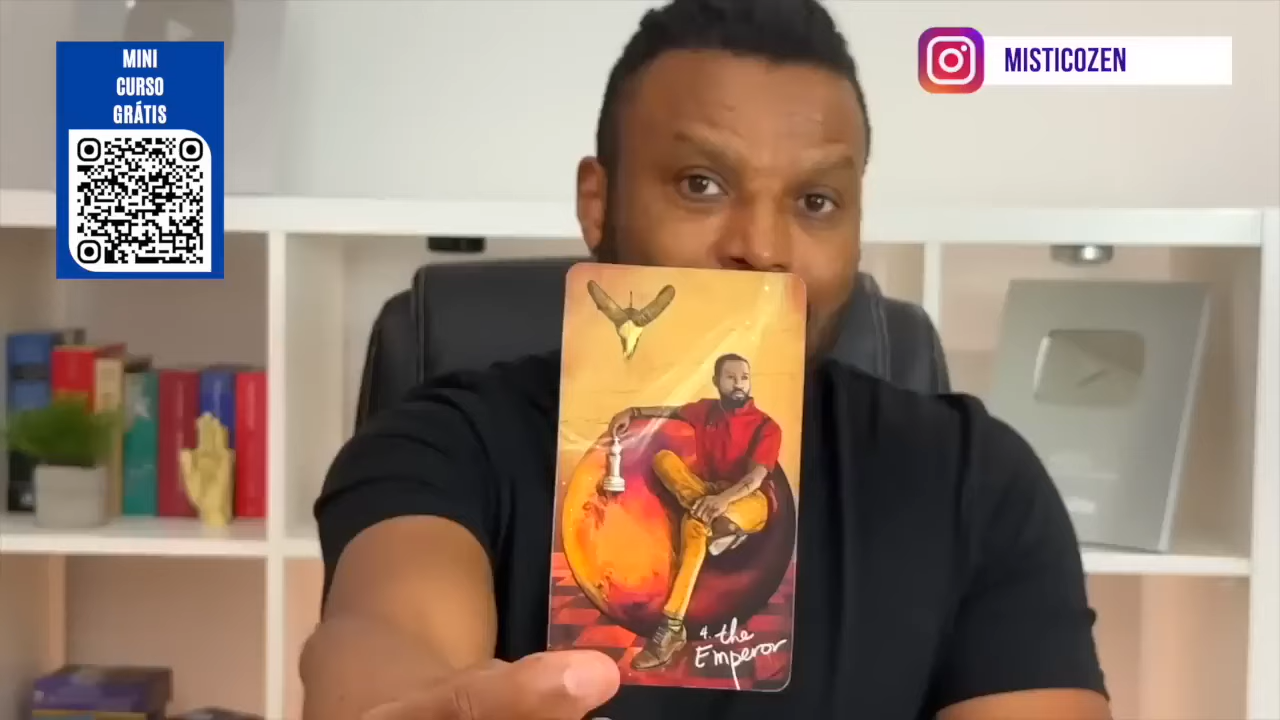 MINI
CURSO
GRÁTIS
MISTICOZEN
4. the
Emperor